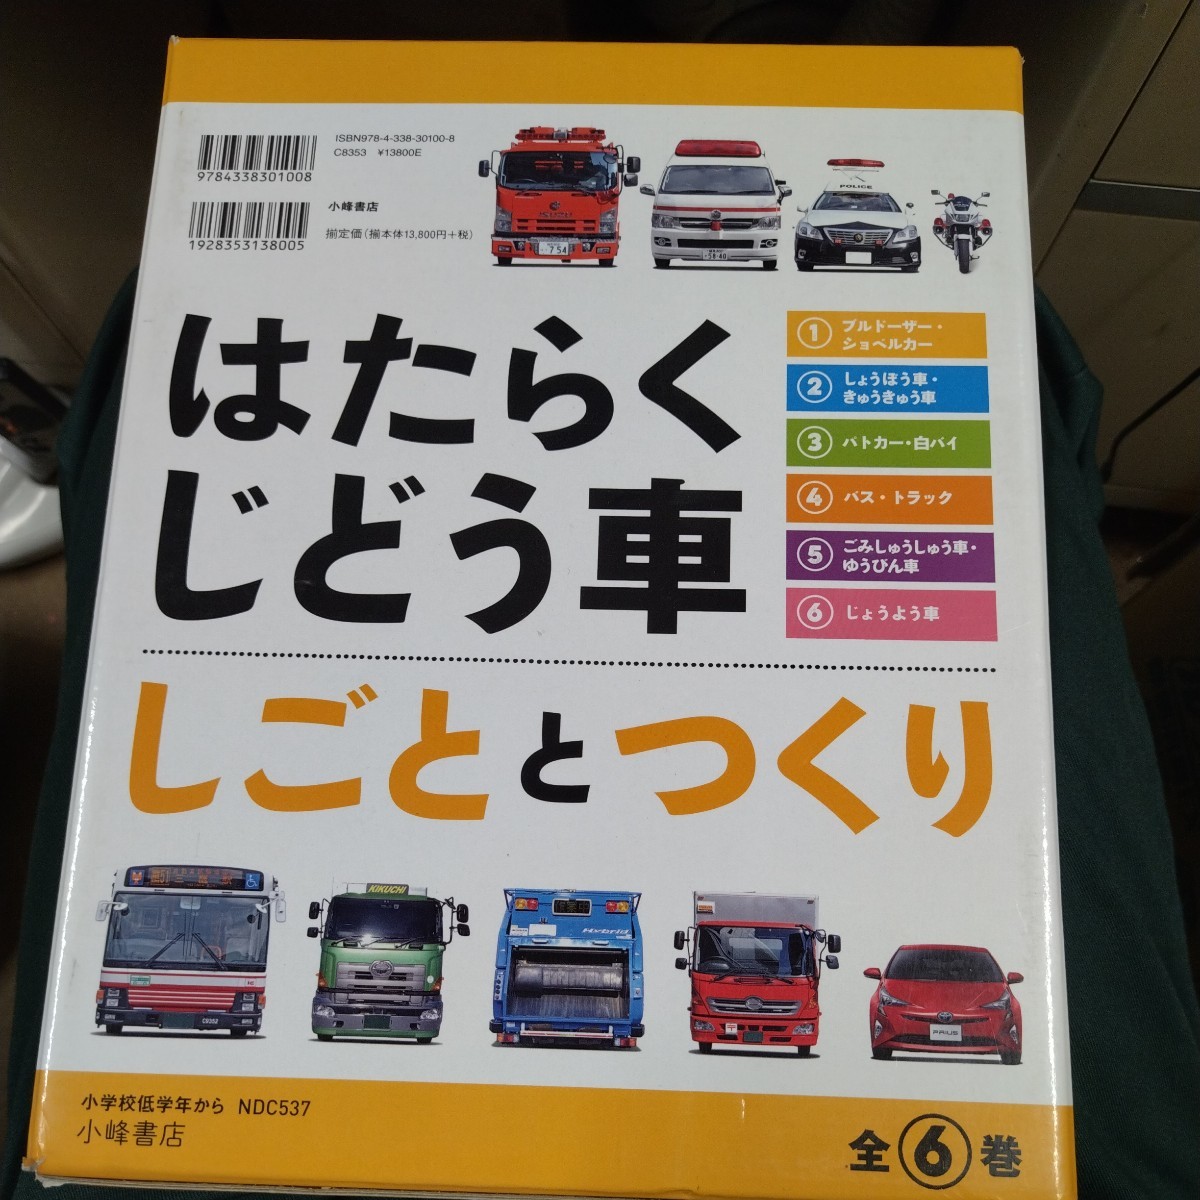 ISBN978-4-338-30100-8
C8353 ¥13800E
9784338301008
1928353138005
小峰書店
揃定価(揃本体13,800円+税)
ISUZU
754
POLICE
はたらく
じどう車
しごととつくり
① ブルドーザー・
ショベルカー
② しょうぼう車・
きゅうきゅう車
③ パトカー・白バイ
④ バス・トラック
⑤ ごみしゅうしゅう車・
ゆうびん車
⑥ じょうよう車
KIKUCHI
Hybrid
C9352
PRIUS
小学校低学年から NDC537
小峰書店
全⑥巻